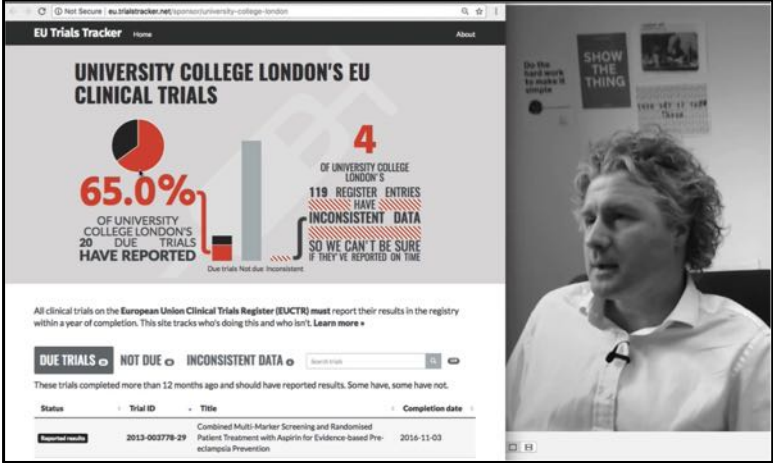 Not Secure | eu.trialstracker.net/sponsor/university-college-london
EU Trials Tracker Home About
UNIVERSITY COLLEGE LONDON'S EU
CLINICAL TRIALS
65.0%
OF UNIVERSITY
COLLEGE LONDON'S
20 DUE TRIALS
HAVE REPORTED
Due trials Not due Inconsistent
4
OF UNIVERSITY COLLEGE
LONDON'S
119 REGISTER ENTRIES
HAVE
INCONSISTENT DATA
SO WE CAN'T BE SURE
IF THEY'VE REPORTED ON TIME
All clinical trials on the European Union Clinical Trials Register (EUCTR) must report their results in the registry
within a year of completion. This site tracks who's doing this and who isn't. Learn more »
DUE TRIALS NOT DUE INCONSISTENT DATA Search trials
These trials completed more than 12 months ago and should have reported results. Some have, some have not.
Status Trial ID Title Completion date
Combined Multi-Marker Screening and Randomised
Reported results 2013-003778-29 Patient Treatment with Aspirin for Evidence-based Pre- 2016-11-03
eclampsia Prevention
Do the
hard work
to make it
simple
SHOW
THE
THING